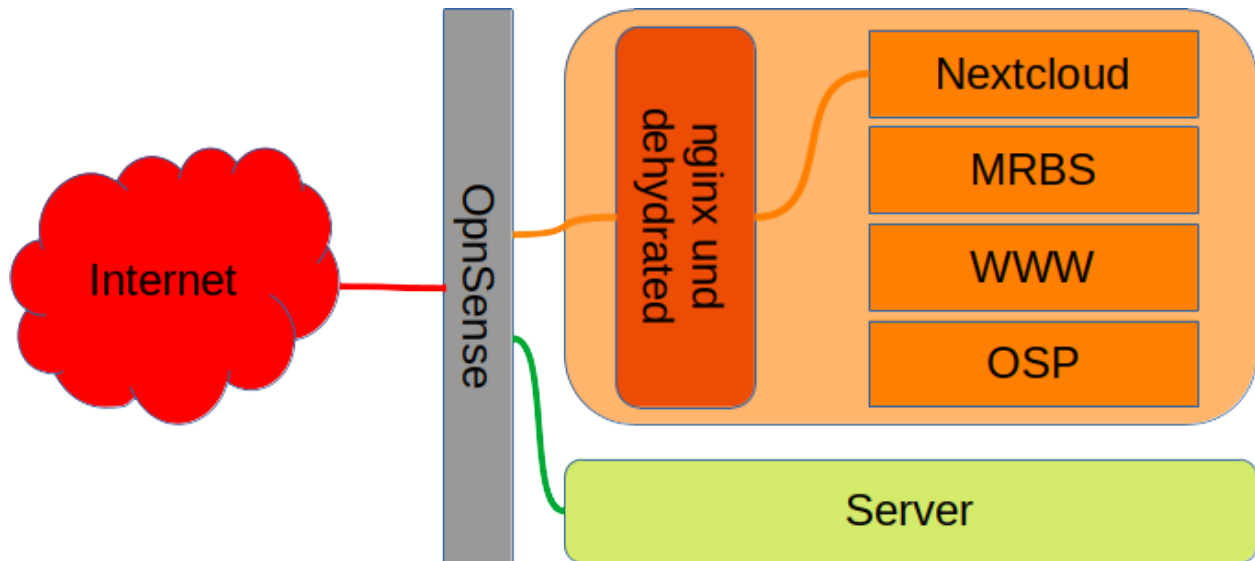 Internet
OpnSense
nginx und
dehydrated
Nextcloud
MRBS
WWW
OSP
Server